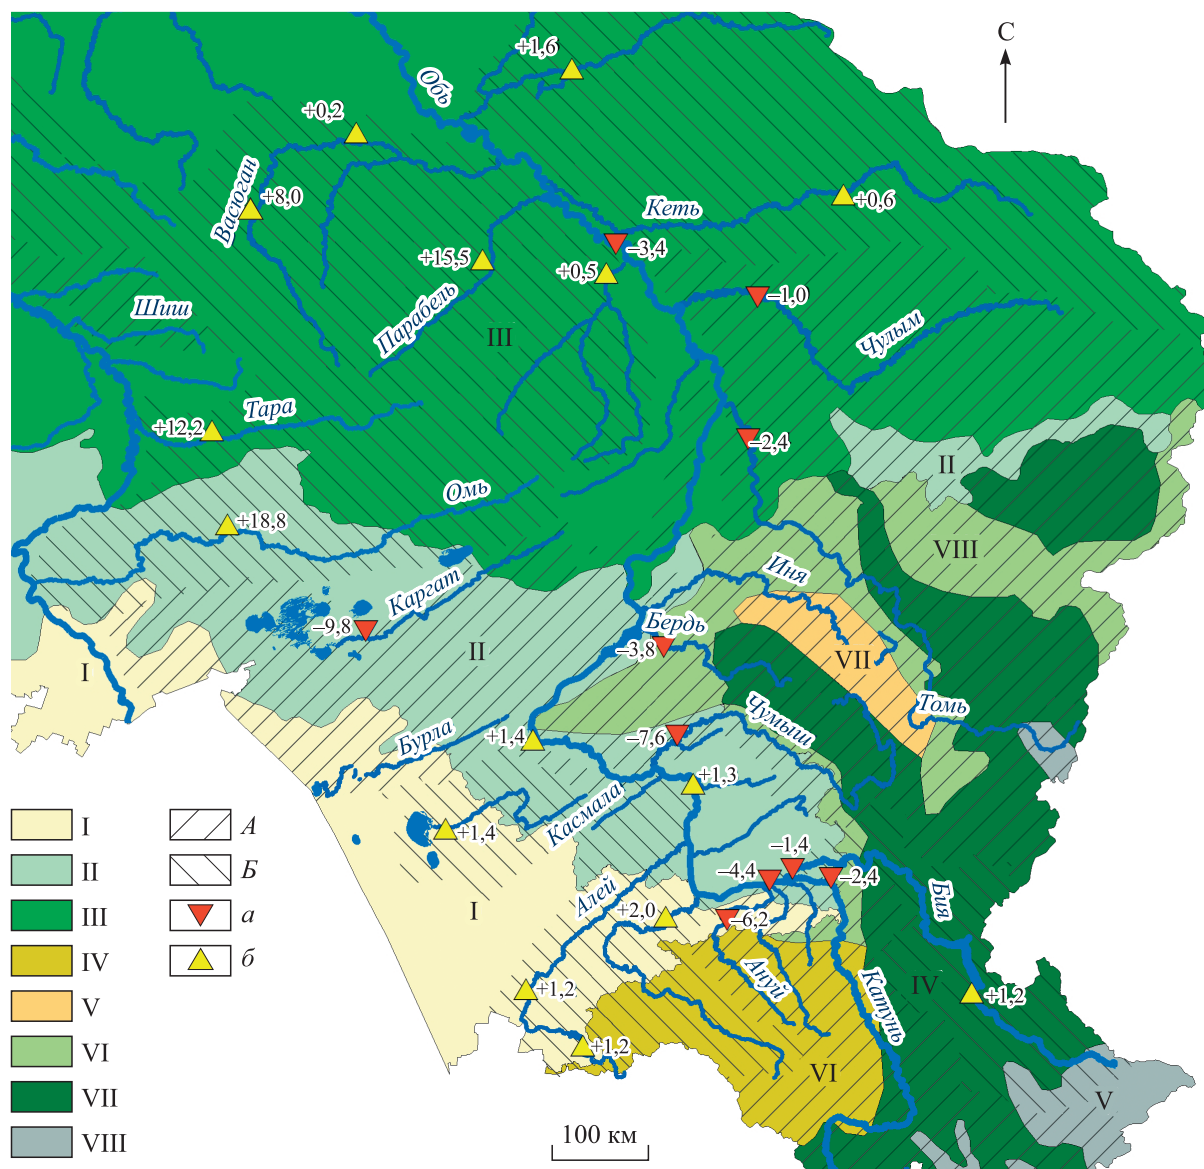 С
+1,6
Обь
+0,2
Васюган
+8,0
Кеть
+0,6
–3,4
+15,5
+0,5
–1,0
Шиш
Парабель
III
Чулым
Тара
+12,2
–2,4
II
Омь
+18,8
VIII
Иня
Каргат
–9,8
Бердь
–3,8
II
VII
I
Томь
Чумыш
Бурла
+1,4
–7,6
+1,3
Касмала
+1,4
I А
II Б
III а
IV б
V
VI
VII
VIII
–1,4
–4,4
–2,4
Алей
Бия
I
+2,0
–6,2
Ануй
Катунь
IV
+1,2
+1,2
+1,2
VI
V
100 км